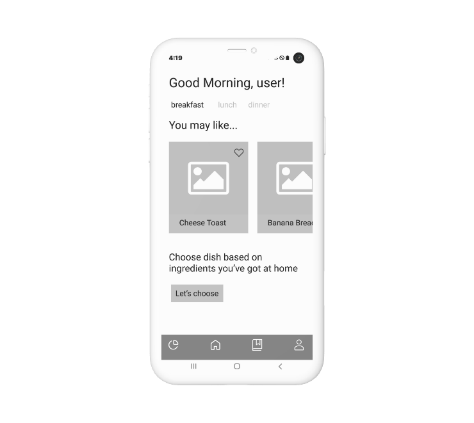 4:19
Good Morning, user!
breakfast lunch dinner
You may like...
Cheese Toast
Banana Brea
Choose dish based on
ingredients you've got at home
Let's choose